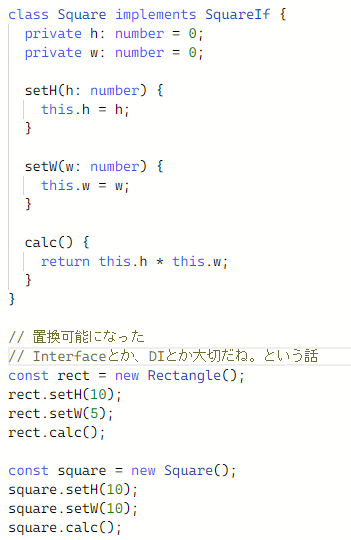 class Square implements SquareIf {
  private h: number = 0;
  private w: number = 0;

  setH(h: number) {
    this.h = h;
  }

  setW(w: number) {
    this.w = w;
  }

  calc() {
    return this.h * this.w;
  }
}

// 置換可能になった
// Interfaceとか、DIとか大切だね。という話
const rect = new Rectangle();
rect.setH(10);
rect.setW(5);
rect.calc();

const square = new Square();
square.setH(10);
square.setW(10);
square.calc();